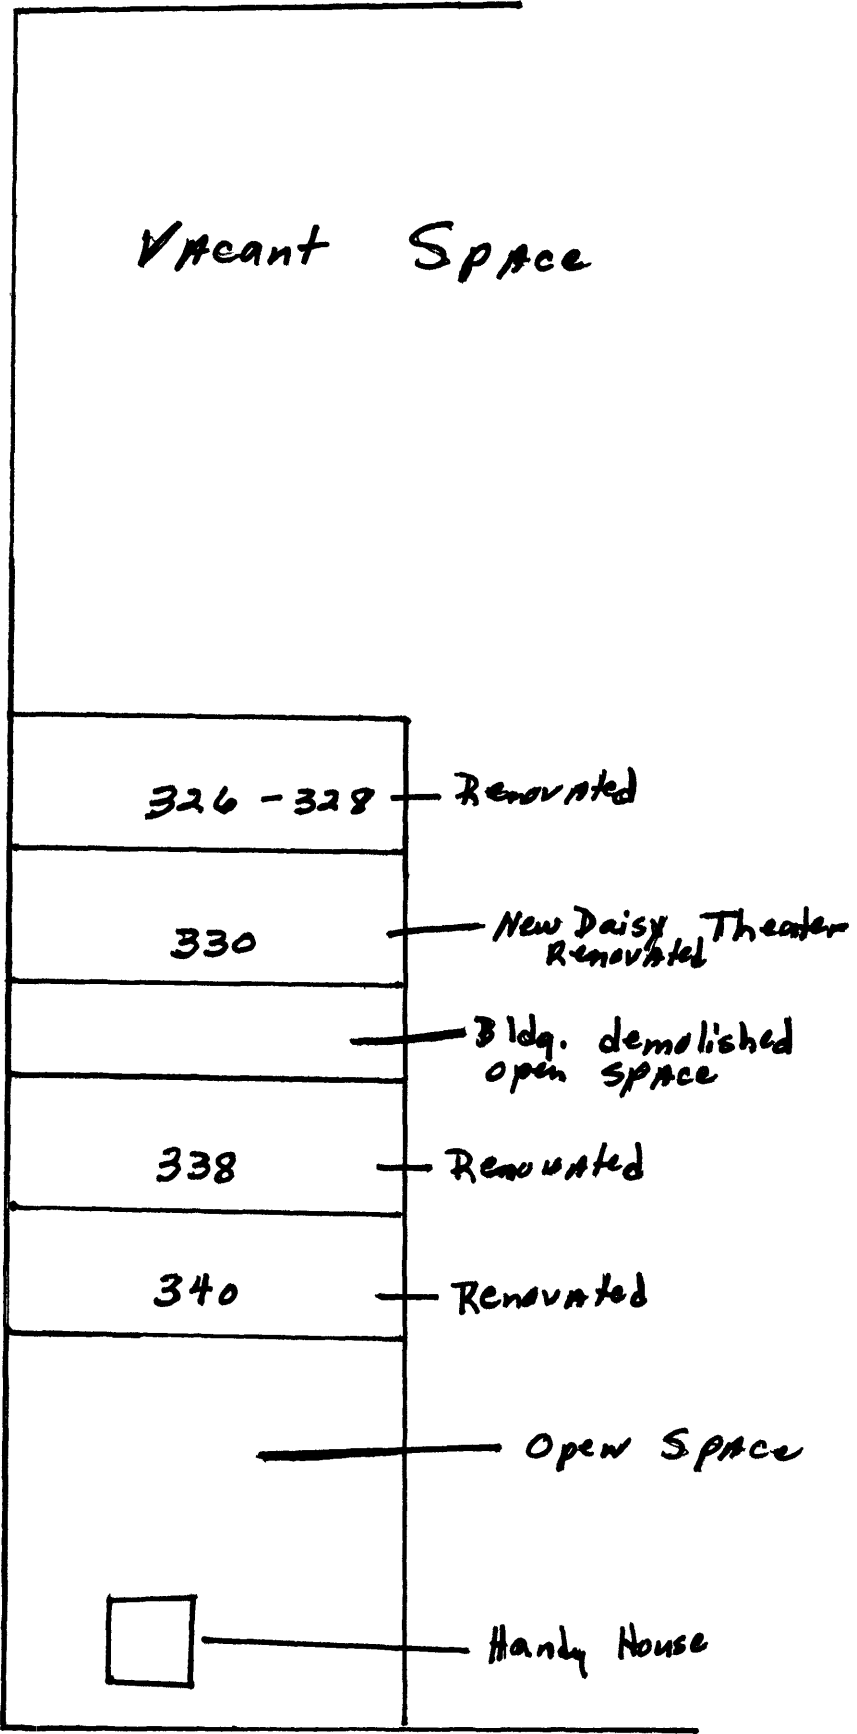 Vacant Space
326 - 328 Renovated
330 New Daisy Theater
Renovated
Bldg. demolished
open space
338 Renovated
340 Renovated
Open Space
Handy House